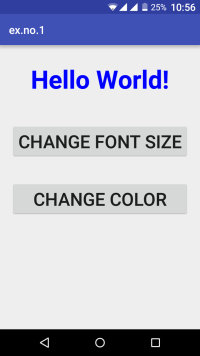 25% 10:56
ex.no.1
Hello World!
CHANGE FONT SIZE
CHANGE COLOR